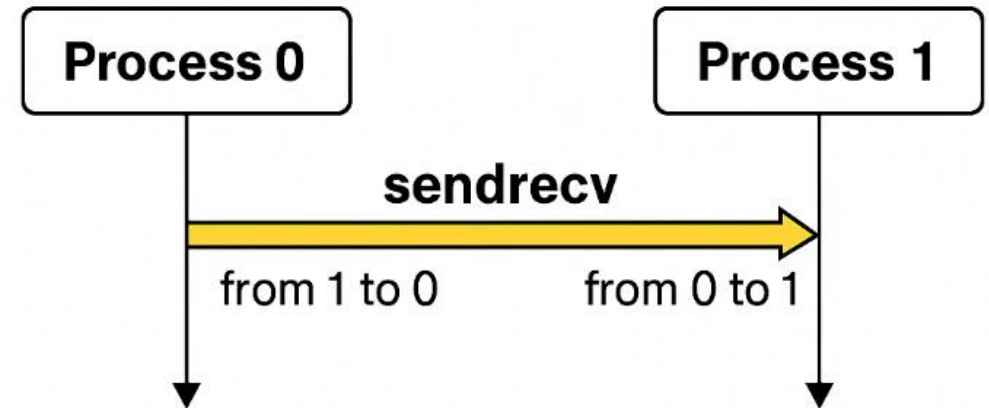 Process 0
Process 1
sendrecv
from 1 to 0
from 0 to 1